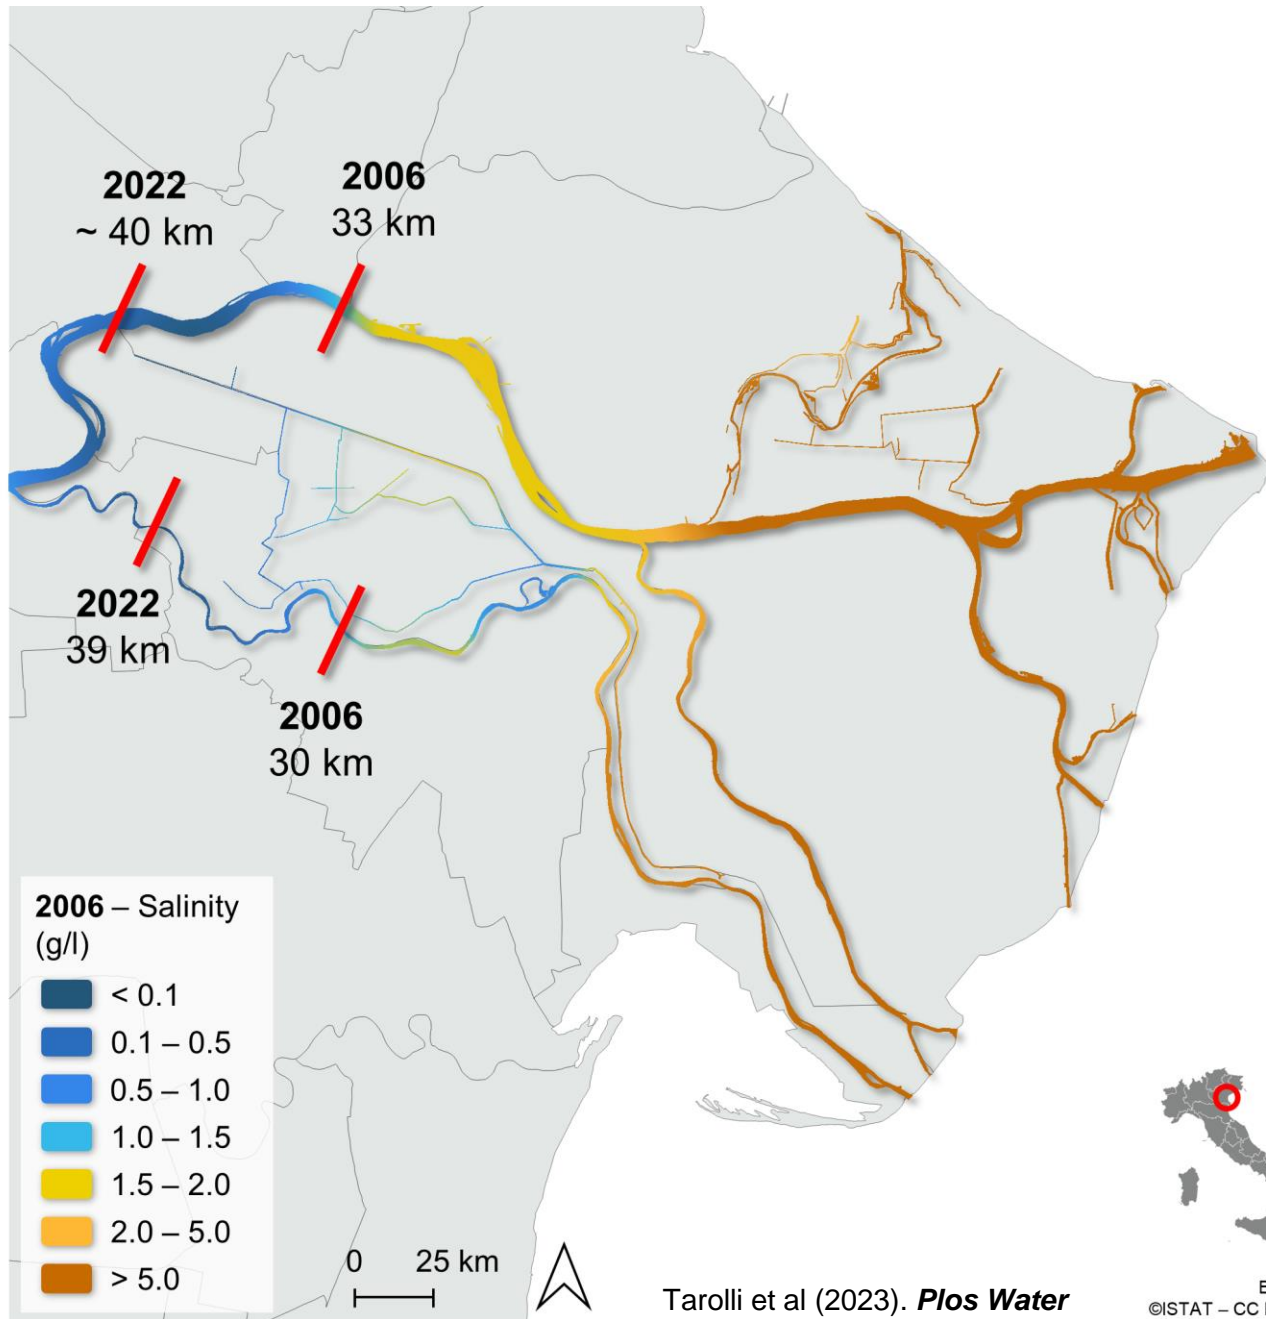 2022
~ 40 km
2006
33 km
2022
39 km
2006
30 km
2006 – Salinity
(g/l)
< 0.1
0.1 – 0.5
0.5 – 1.0
1.0 – 1.5
1.5 – 2.0
2.0 – 5.0
> 5.0
0 25 km
Tarolli et al (2023). Plos Water
©ISTAT – CC